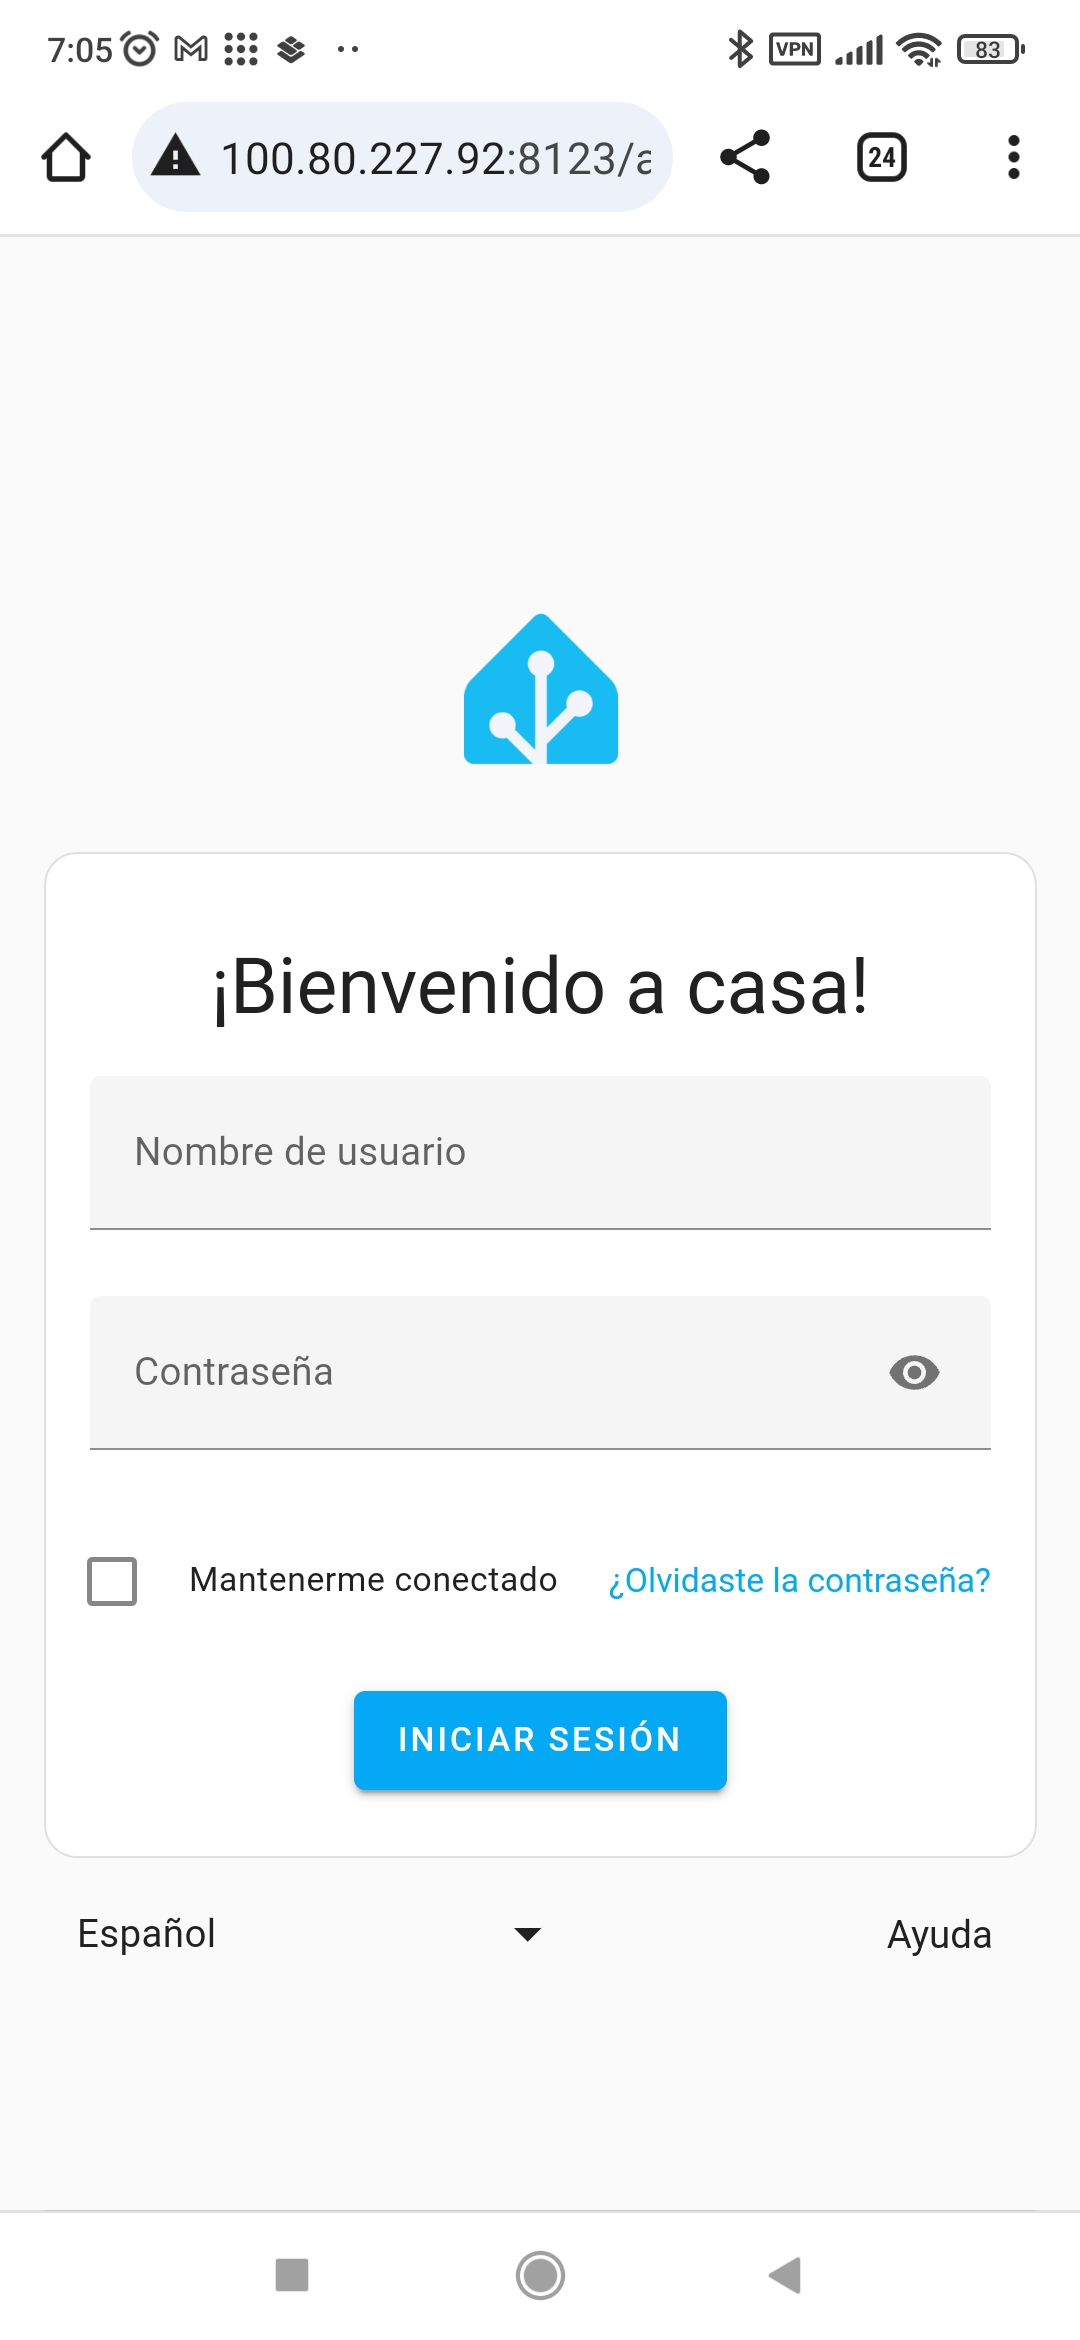 7:05
VPN
83
100.80.227.92:8123/a
24
¡Bienvenido a casa!
Nombre de usuario
Contraseña
Mantenerme conectado
¿Olvidaste la contraseña?
INICIAR SESIÓN
Español
Ayuda